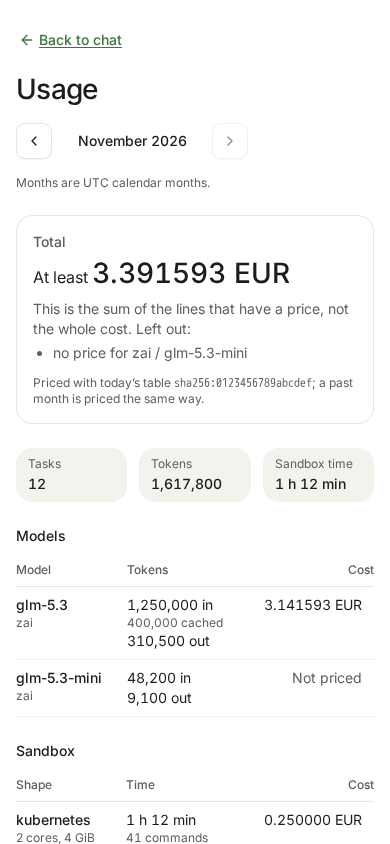 ← Back to chat
Usage
November 2026
Months are UTC calendar months.
Total
At least 3.391593 EUR
This is the sum of the lines that have a price, not
the whole cost. Left out:
• no price for zai / glm-5.3-mini
Priced with today's table sha256:0123456789abcdef; a past
month is priced the same way.
Tasks Tokens Sandbox time
12 1,617,800 1 h 12 min
Models
Model Tokens Cost
glm-5.3 1,250,000 in 3.141593 EUR
zai 400,000 cached
310,500 out
glm-5.3-mini 48,200 in Not priced
zai 9,100 out
Sandbox
Shape Time Cost
kubernetes 1 h 12 min 0.250000 EUR
2 cores, 4 GiB 41 commands